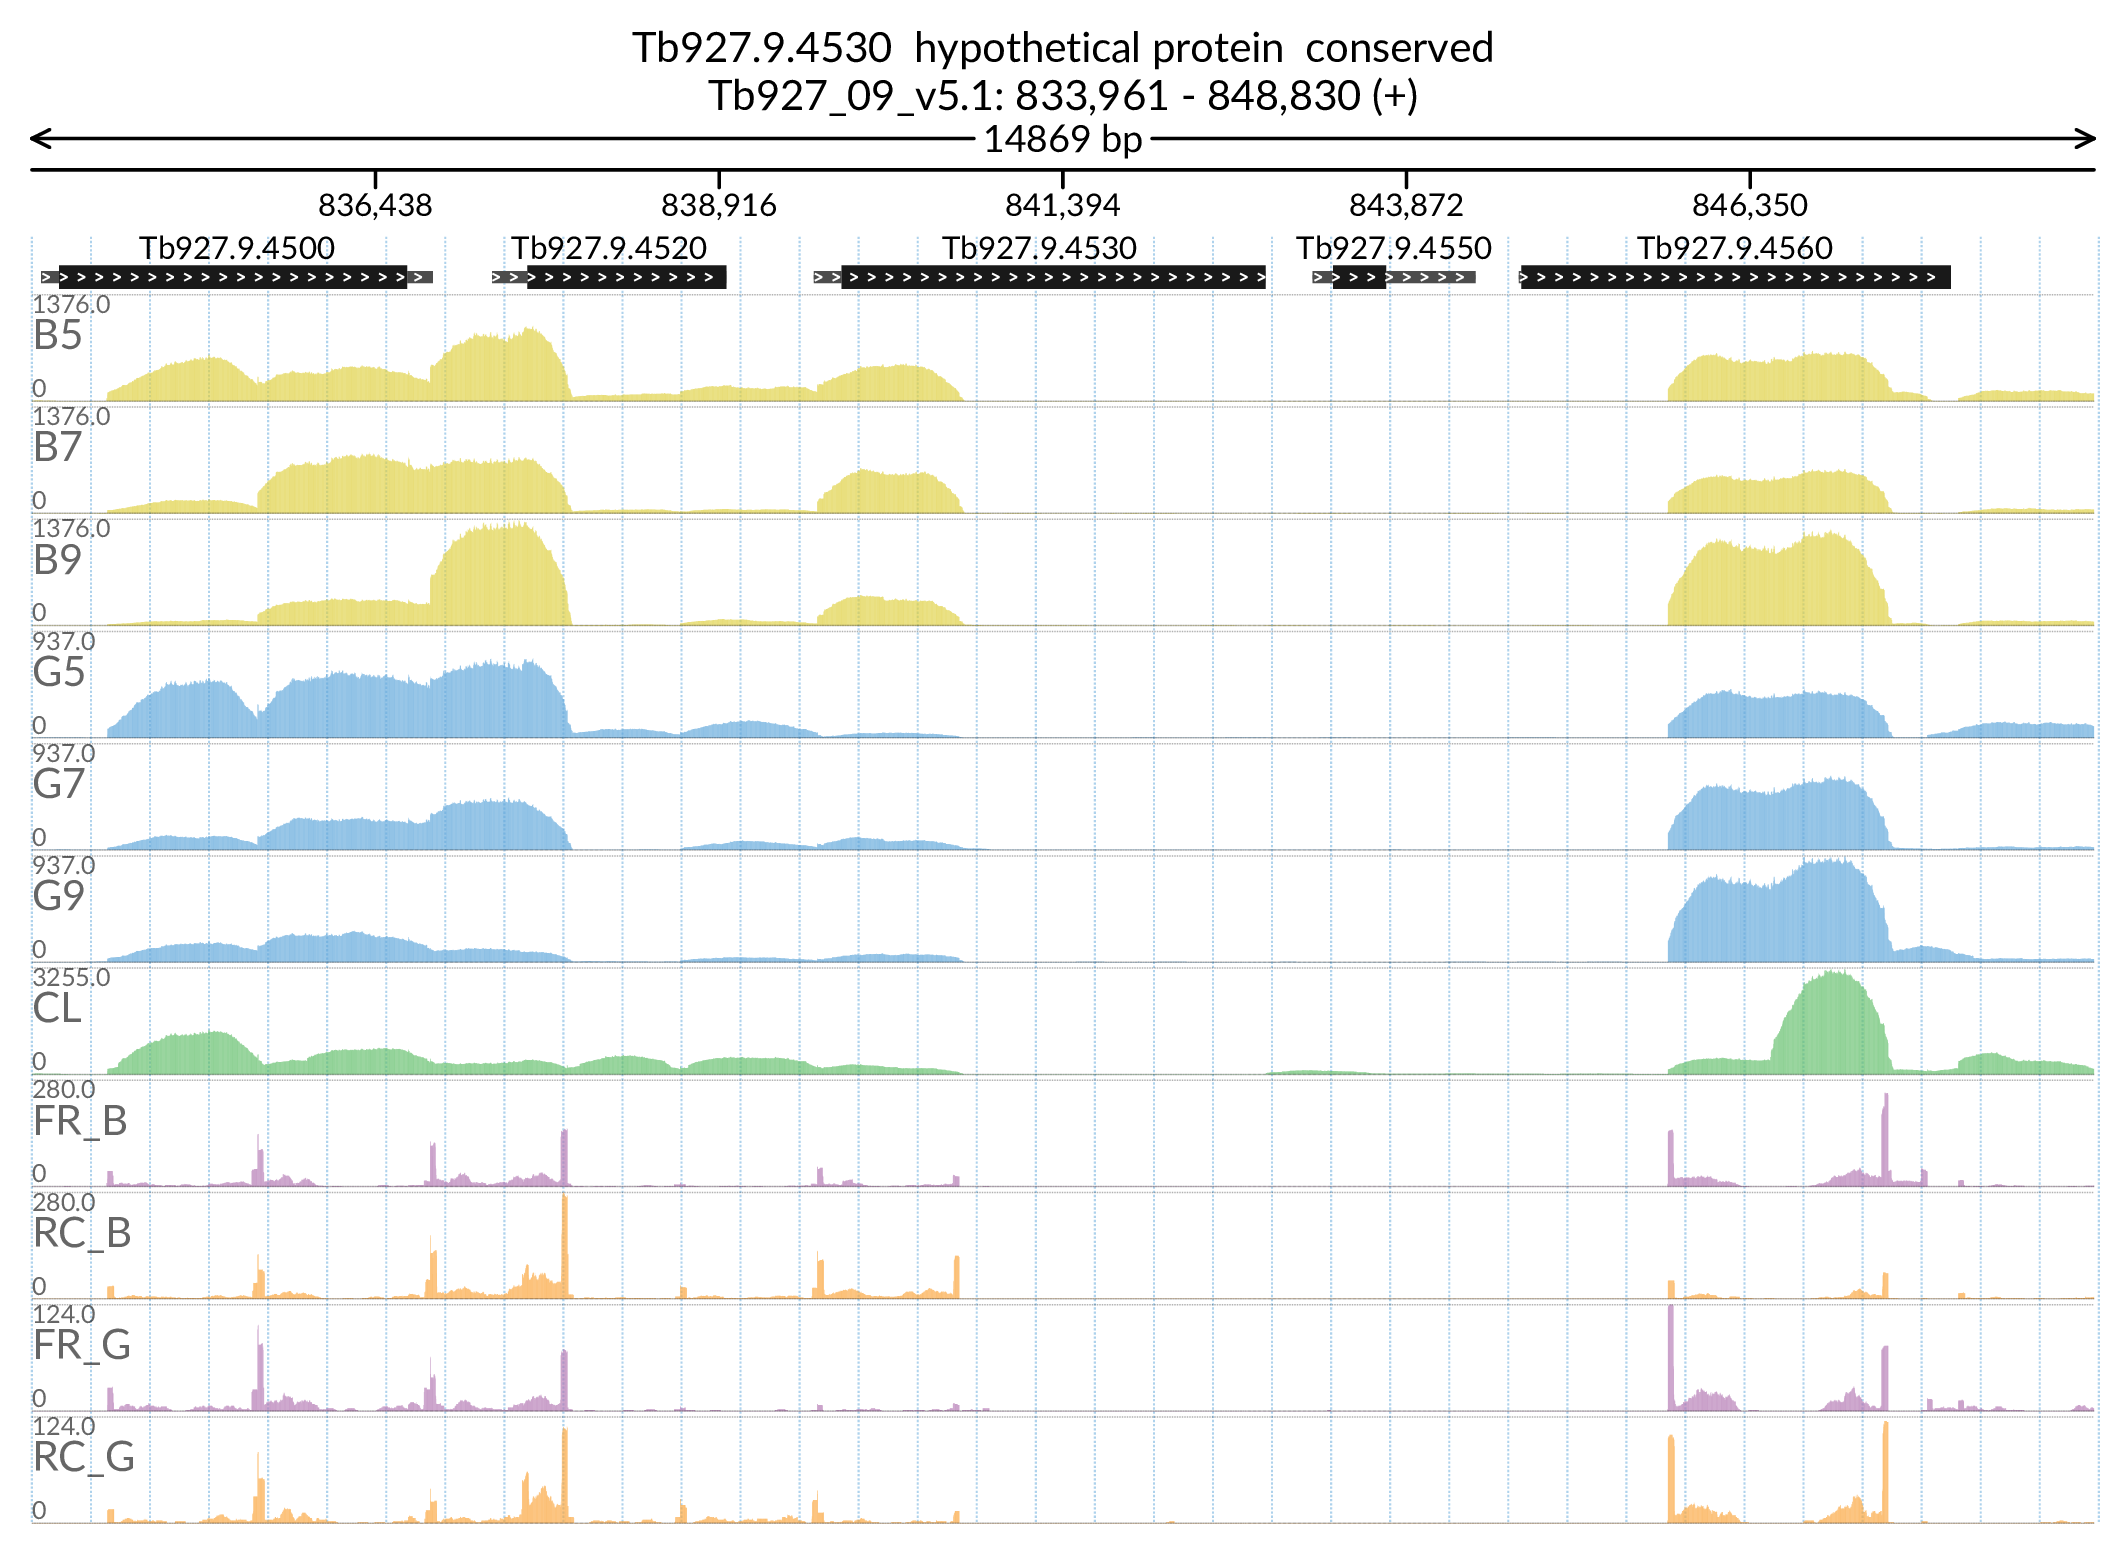 Tb927.9.4530 hypothetical protein conserved
Tb927_09_v5.1: 833,961 - 848,830 (+)
14869 bp
836,438 838,916 841,394 843,872 846,350
Tb927.9.4500 Tb927.9.4520 Tb927.9.4530 Tb927.9.4550 Tb927.9.4560
1376.0
B5
0
1376.0
B7
0
1376.0
B9
0
937.0
G5
0
937.0
G7
0
937.0
G9
0
3255.0
CL
0
280.0
FR_B
0
280.0
RC_B
0
124.0
FR_G
0
124.0
RC_G
0